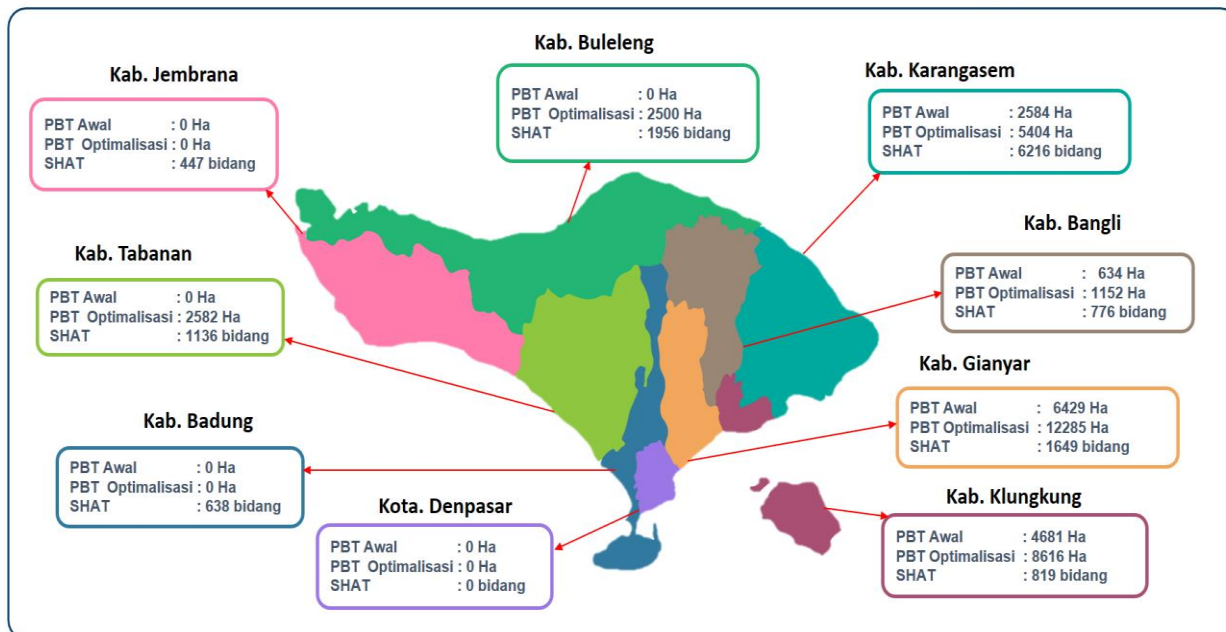 Kab. Buleleng
PBT Awal : 0 Ha
PBT Optimalisasi : 2500 Ha
SHAT : 1956 bidang
Kab. Jembrana
PBT Awal : 0 Ha
PBT Optimalisasi : 0 Ha
SHAT : 447 bidang
Kab. Karangasem
PBT Awal : 2584 Ha
PBT Optimalisasi : 5404 Ha
SHAT : 6216 bidang
Kab. Tabanan
PBT Awal : 0 Ha
PBT Optimalisasi : 2582 Ha
SHAT : 1136 bidang
Kab. Bangli
PBT Awal : 634 Ha
PBT Optimalisasi : 1152 Ha
SHAT : 776 bidang
Kab. Gianyar
PBT Awal : 6429 Ha
PBT Optimalisasi : 12285 Ha
SHAT : 1649 bidang
Kab. Badung
PBT Awal : 0 Ha
PBT Optimalisasi : 0 Ha
SHAT : 638 bidang
Kota. Denpasar
PBT Awal : 0 Ha
PBT Optimalisasi : 0 Ha
SHAT : 0 bidang
Kab. Klungkung
PBT Awal : 4681 Ha
PBT Optimalisasi : 8616 Ha
SHAT : 819 bidang